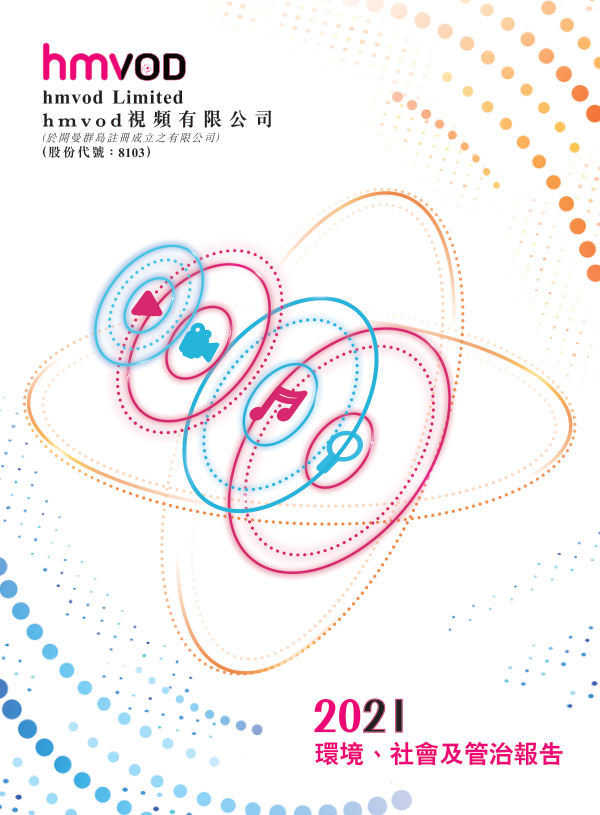 hmvod
hmvod Limited
hmvod視頻有限公司
(於開曼群島註冊成立之有限公司)
(股份代號：8103)
2021
環境、社會及管治報告